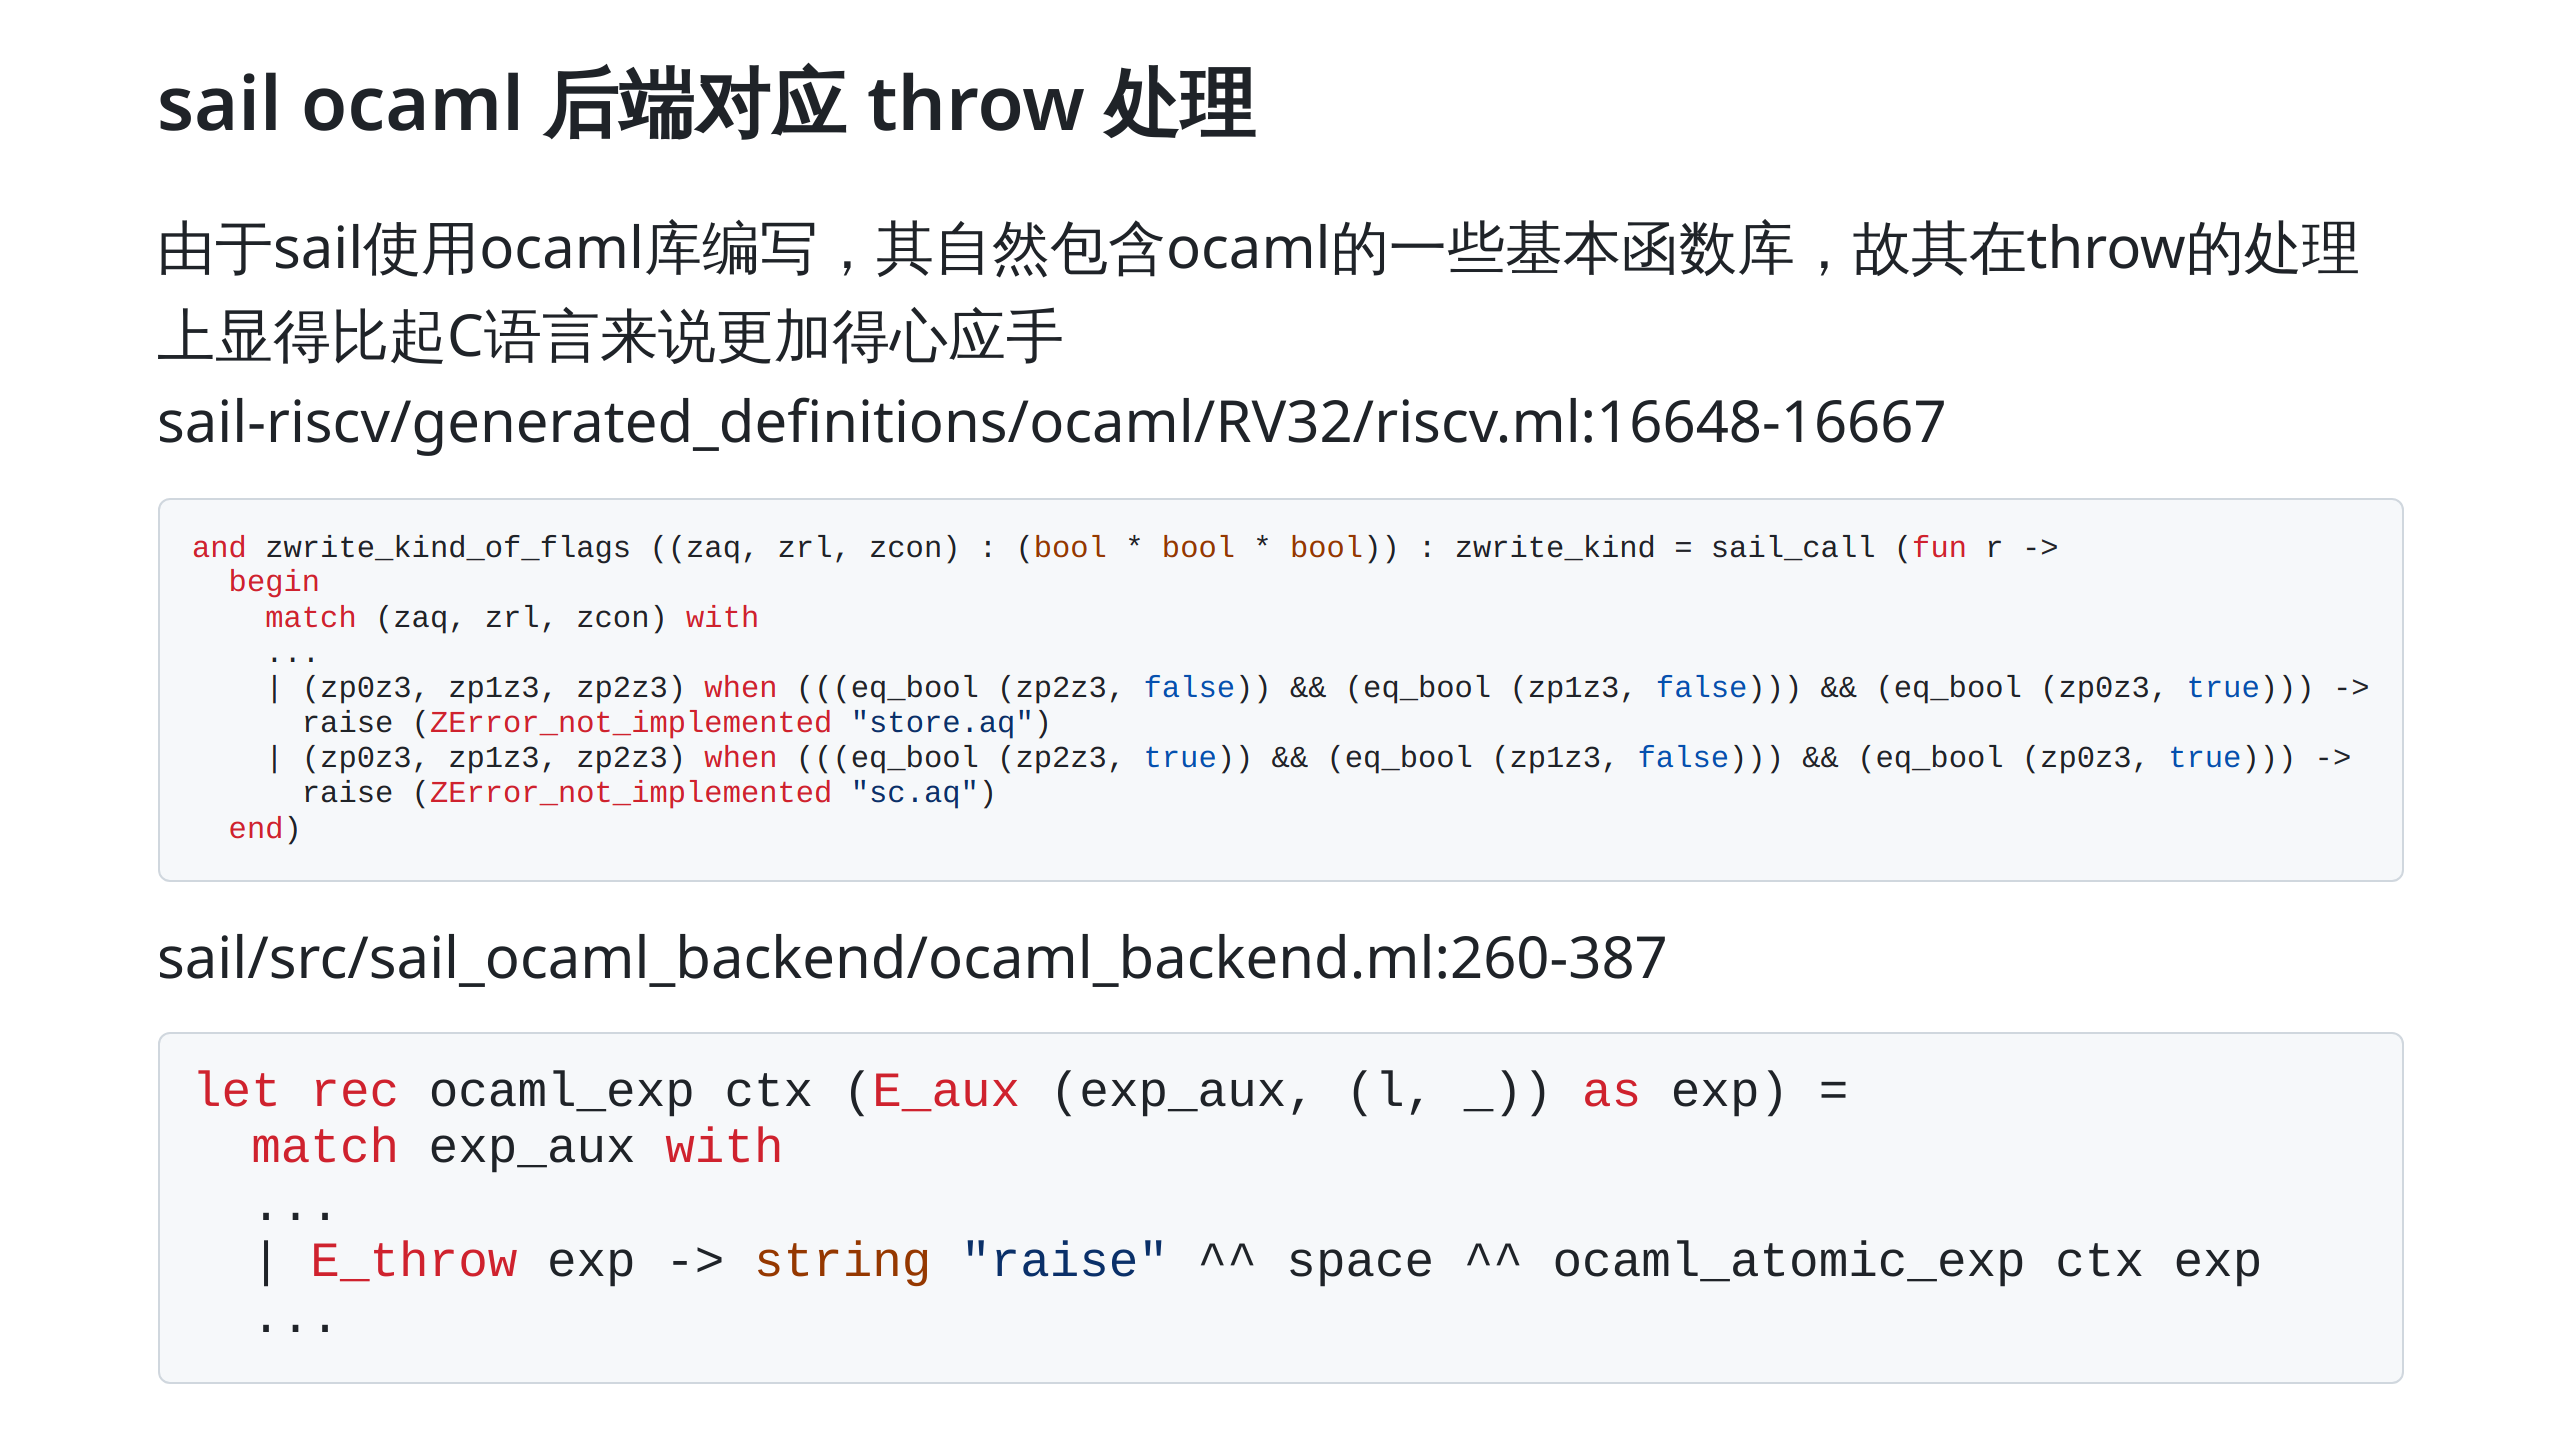 sail ocaml 后端对应 throw 处理
由于sail使用ocaml库编写，其自然包含ocaml的一些基本函数库，故其在throw的处理
上显得比起C语言来说更加得心应手
sail-riscv/generated_definitions/ocaml/RV32/riscv.ml:16648-16667
and zwrite_kind_of_flags ((zaq, zrl, zcon) : (bool * bool * bool)) : zwrite_kind = sail_call (fun r ->
  begin
    match (zaq, zrl, zcon) with
    ...
    | (zp0z3, zp1z3, zp2z3) when (((eq_bool (zp2z3, false)) && (eq_bool (zp1z3, false))) && (eq_bool (zp0z3, true))) ->
      raise (ZError_not_implemented "store.aq")
    | (zp0z3, zp1z3, zp2z3) when (((eq_bool (zp2z3, true)) && (eq_bool (zp1z3, false))) && (eq_bool (zp0z3, true))) ->
      raise (ZError_not_implemented "sc.aq")
  end)
sail/src/sail_ocaml_backend/ocaml_backend.ml:260-387
let rec ocaml_exp ctx (E_aux (exp_aux, (l, _)) as exp) =
  match exp_aux with
  ...
  | E_throw exp -> string "raise" ^^ space ^^ ocaml_atomic_exp ctx exp
  ...